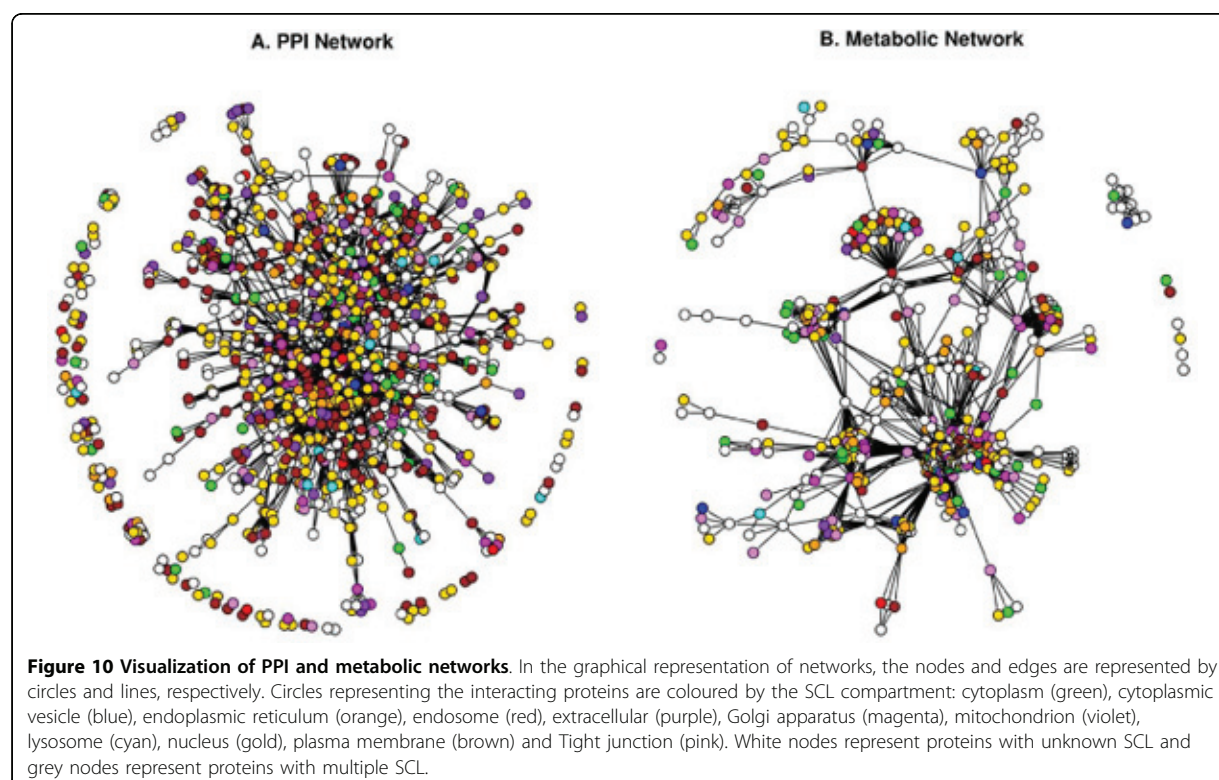 A. PPI Network
B. Metabolic Network
Figure 10 Visualization of PPI and metabolic networks. In the graphical representation of networks, the nodes and edges are represented by
circles and lines, respectively. Circles representing the interacting proteins are coloured by the SCL compartment: cytoplasm (green), cytoplasmic
vesicle (blue), endoplasmic reticulum (orange), endosome (red), extracellular (purple), Golgi apparatus (magenta), mitochondrion (violet),
lysosome (cyan), nucleus (gold), plasma membrane (brown) and Tight junction (pink). White nodes represent proteins with unknown SCL and
grey nodes represent proteins with multiple SCL.